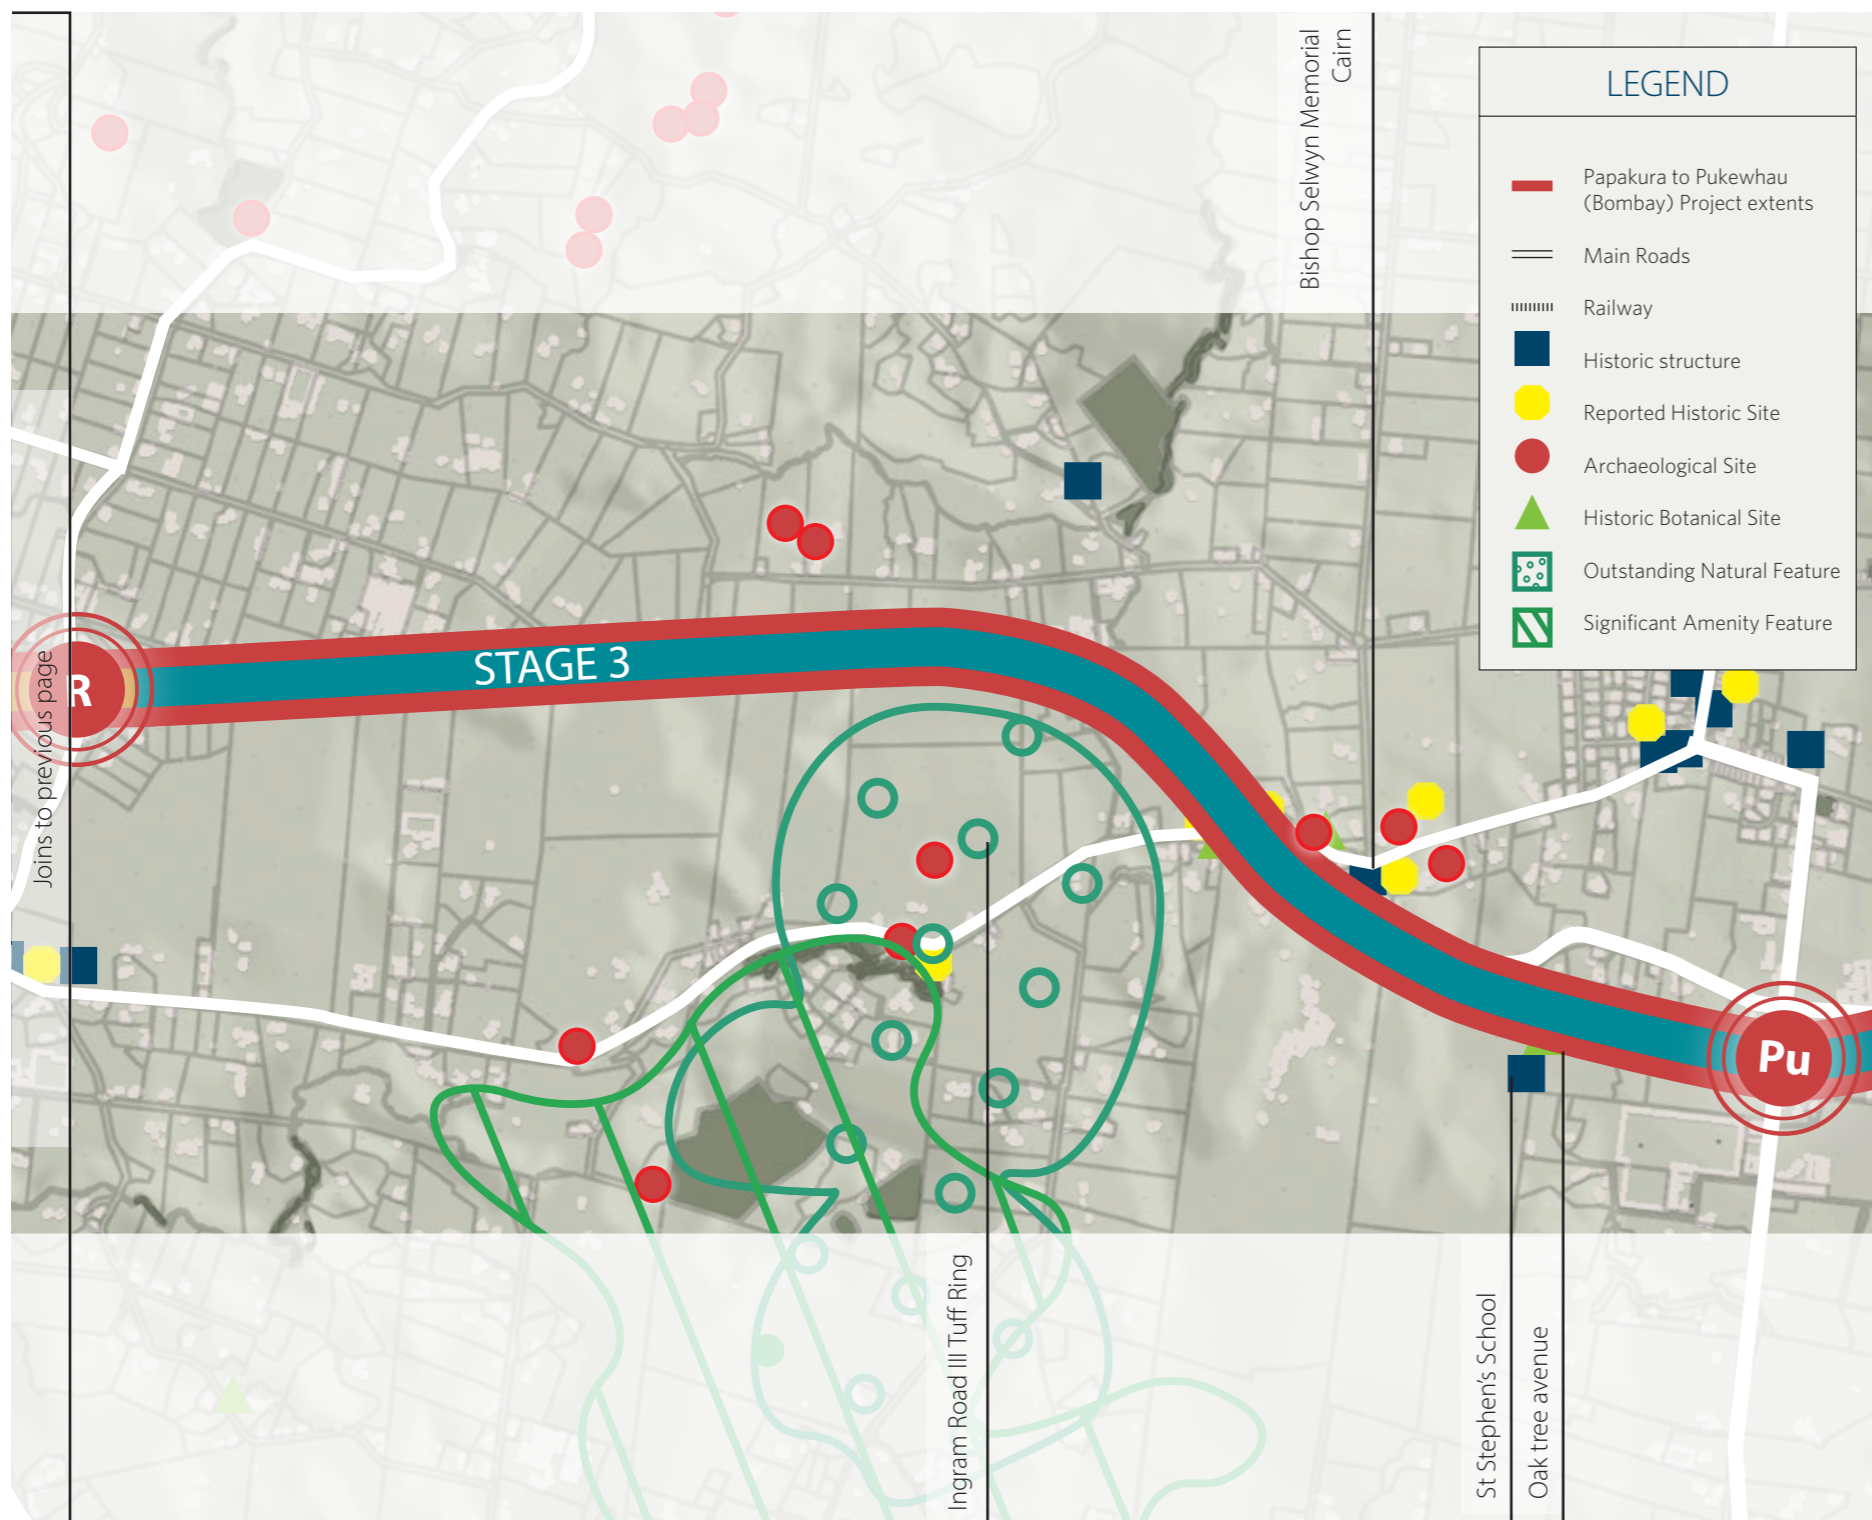 Bishop Selwyn Memorial
Cairn
LEGEND
Papakura to Pukewhau
(Bombay) Project extents
Main Roads
Railway
Historic structure
Reported Historic Site
Archaeological Site
Historic Botanical Site
Outstanding Natural Feature
Significant Amenity Feature
STAGE 3
R
Joins to previous page
Pu
Ingram Road III Tuff Ring
St Stephen's School
Oak tree avenue